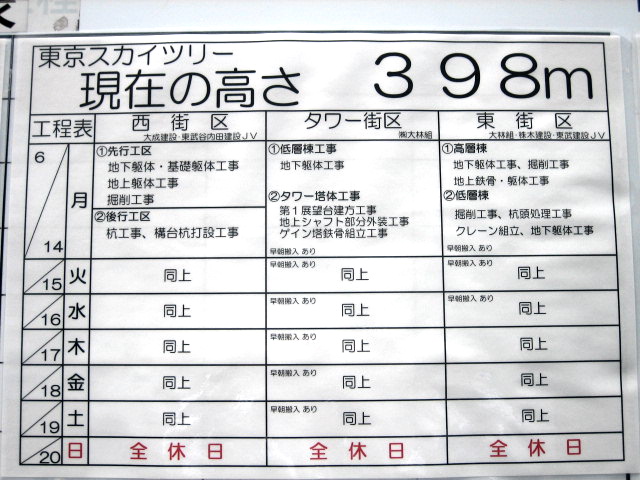 東京スカイツリー
現在の高さ 398m
工程表 西街区 タワー街区 東街区
大成建設・東武谷内田建設JV ㈱大林組 大林組・株木建設・東武建設JV
6/14 月
①先行工区
地下躯体・基礎躯体工事
地上躯体工事
掘削工事
②後行工区
杭工事、構台杭打設工事
①低層棟工事
地下躯体工事
②タワー塔体工事
第1展望台建方工事
地上シャフト部分外装工事
ゲイン塔鉄骨組立工事
早朝搬入 あり
①高層棟
地下躯体工事、掘削工事
地上鉄骨・躯体工事
②低層棟
掘削工事、杭頭処理工事
クレーン組立、地下躯体工事
早朝搬入 あり
15 火 同上 早朝搬入 あり 同上 早朝搬入 あり 同上
16 水 同上 早朝搬入 あり 同上 早朝搬入 あり 同上
17 木 同上 早朝搬入 あり 同上 同上
18 金 同上 早朝搬入 あり 同上 同上
19 土 同上 早朝搬入 あり 同上 同上
20 日 全休日 全休日 全休日